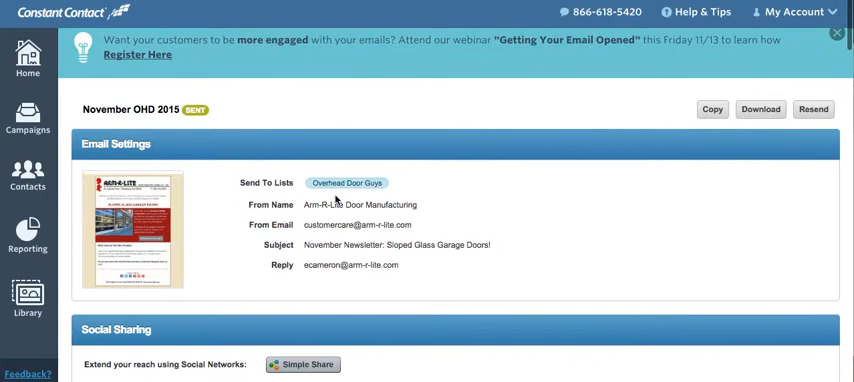 Constant Contact
866-618-5420
Help & Tips
My Account
Want your customers to be more engaged with your emails? Attend our webinar "Getting Your Email Opened" this Friday 11/13 to learn how
Register Here
Home
Campaigns
Contacts
Reporting
Library
Feedback?
November OHD 2015 SENT
Copy
Download
Resend
Email Settings
ARM-R-LITE
Send To Lists Overhead Door Guys
From Name Arm-R-Lite Door Manufacturing
From Email customercare@arm-r-lite.com
Subject November Newsletter: Sloped Glass Garage Doors!
Reply ecameron@arm-r-lite.com
Social Sharing
Extend your reach using Social Networks: Simple Share